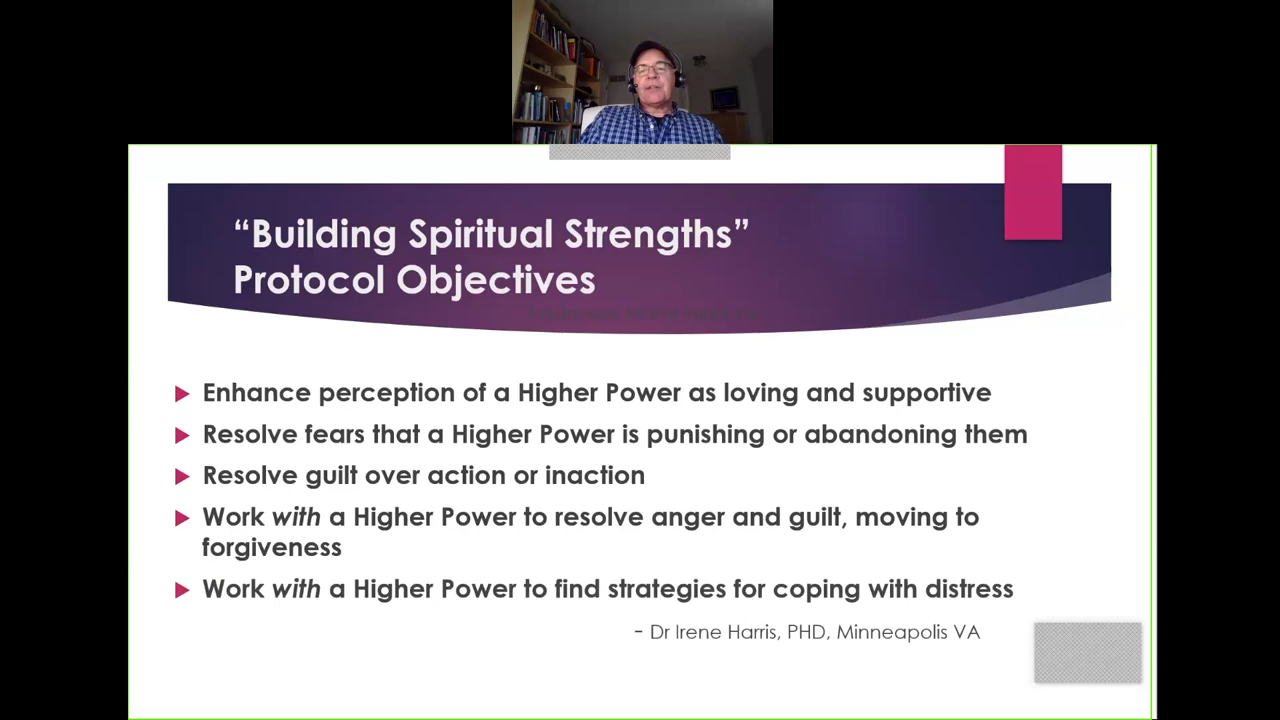 “Building Spiritual Strengths”
Protocol Objectives
Enhance perception of a Higher Power as loving and supportive
Resolve fears that a Higher Power is punishing or abandoning them
Resolve guilt over action or inaction
Work with a Higher Power to resolve anger and guilt, moving to
forgiveness
Work with a Higher Power to find strategies for coping with distress
- Dr Irene Harris, PHD, Minneapolis VA